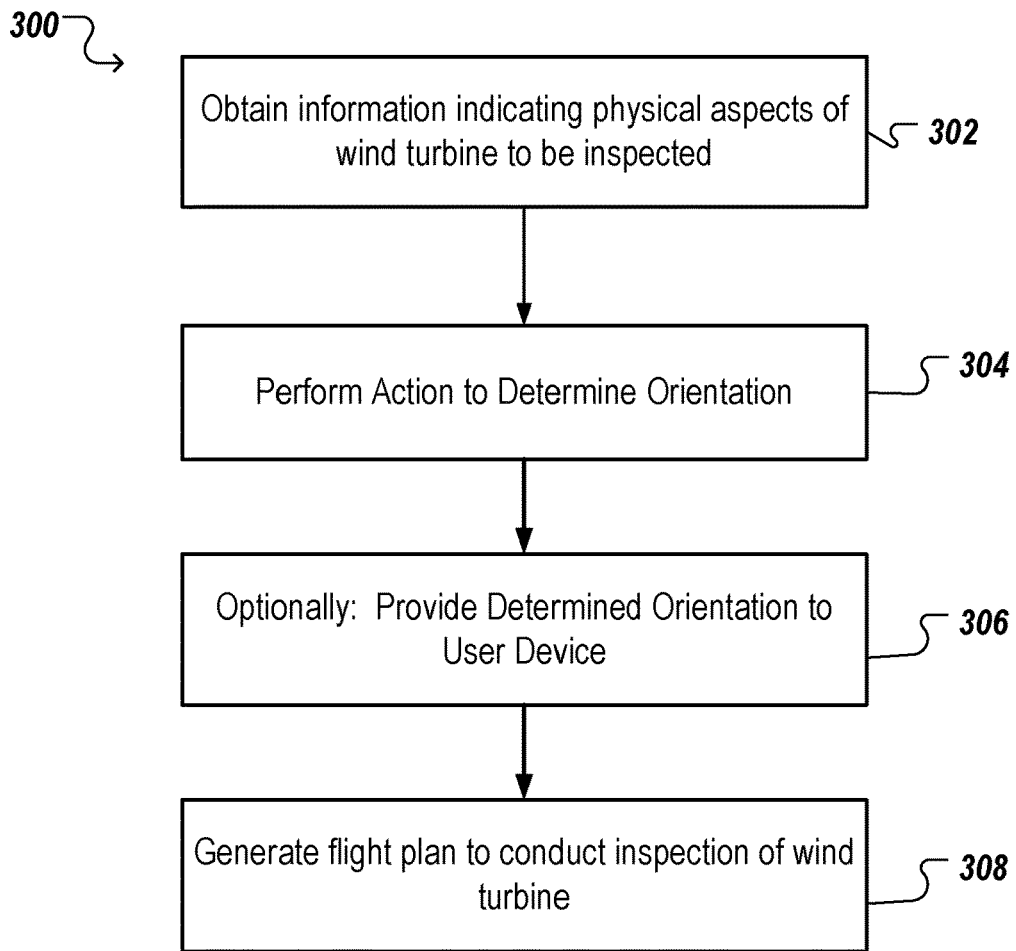 300
Obtain information indicating physical aspects of
wind turbine to be inspected
302
Perform Action to Determine Orientation
304
Optionally: Provide Determined Orientation to
User Device
306
Generate flight plan to conduct inspection of wind
turbine
308